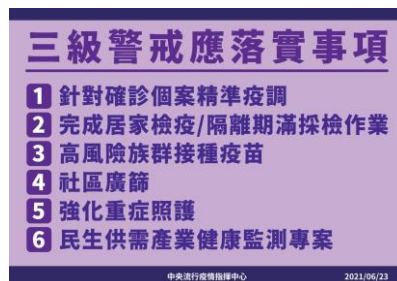 三級警戒應落實事項
1 針對確診個案精準疫調
2 完成居家檢疫/隔離期滿採檢作業
3 高風險族群接種疫苗
4 社區廣篩
5 強化重症照護
6 民生供需產業健康監測專案
中央流行疫情指揮中心 2021/06/23